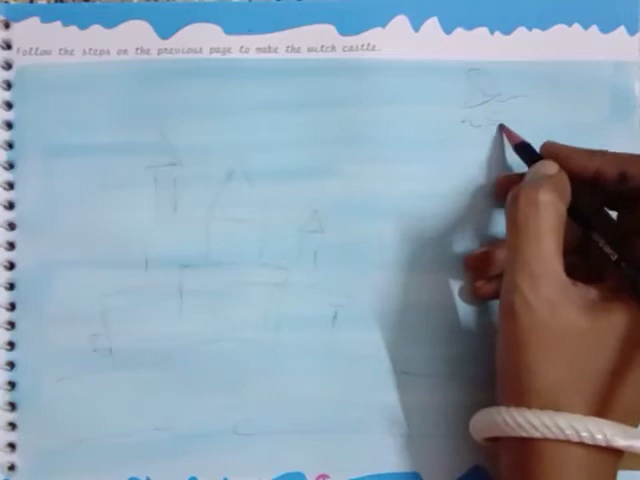 Follow the steps on the previous page to make the witch castle.